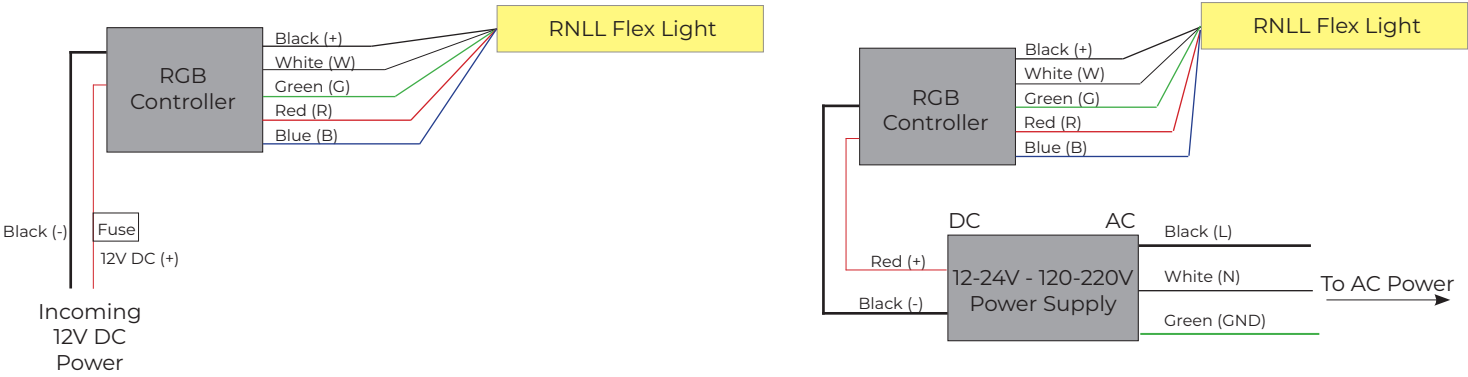 RNLL Flex Light
Black (+)
White (W)
Green (G)
Red (R)
Blue (B)
RGB
Controller
Black (-)
Fuse
12V DC (+)
Incoming
12V DC
Power
RNLL Flex Light
Black (+)
White (W)
Green (G)
Red (R)
Blue (B)
RGB
Controller
DC
AC
Red (+)
Black (-)
12-24V - 120-220V
Power Supply
Black (L)
White (N)
Green (GND)
To AC Power